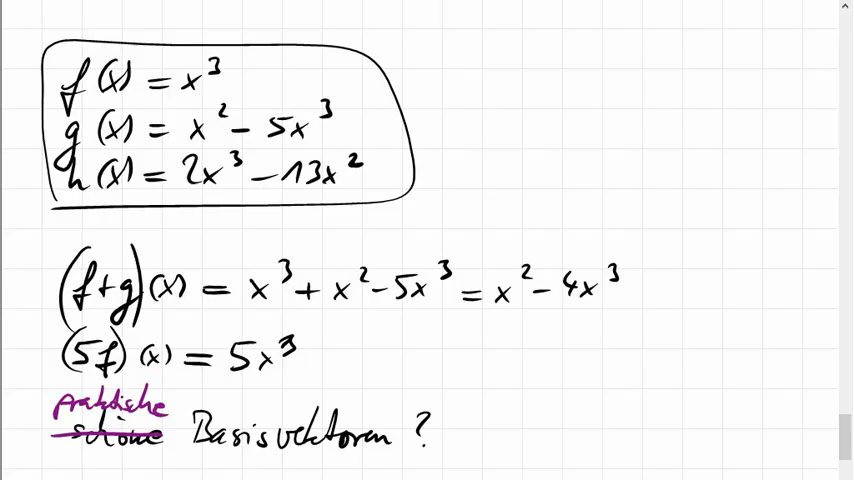 f(x) = x³
g(x) = x² - 5x³
h(x) = 2x³ - 13x²
(f+g)(x) = x³ + x² - 5x³ = x² - 4x³
(5f)(x) = 5x³
praktische
schöne Basisvektoren ?